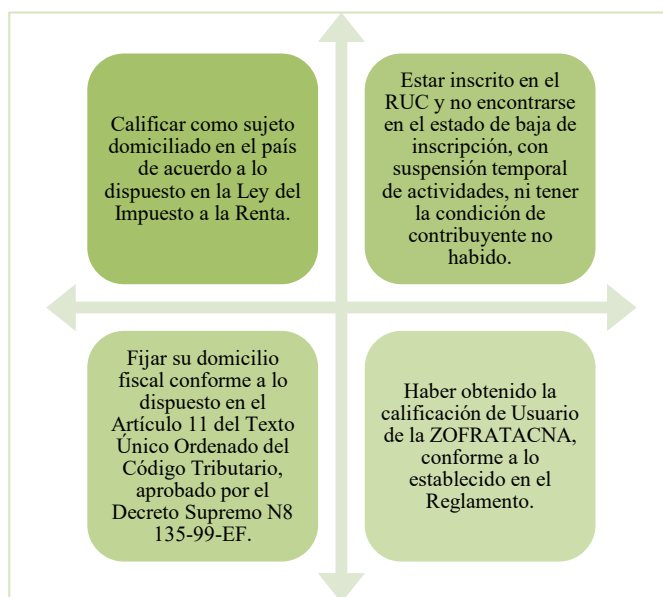 Calificar como sujeto
domiciliado en el país
de acuerdo a lo
dispuesto en la Ley del
Impuesto a la Renta.
Estar inscrito en el
RUC y no encontrarse
en el estado de baja de
inscripción, con
suspensión temporal
de actividades, ni tener
la condición de
contribuyente no
habido.
Fijar su domicilio
fiscal conforme a lo
dispuesto en el
Artículo 11 del Texto
Único Ordenado del
Código Tributario,
aprobado por el
Decreto Supremo N8
135-99-EF.
Haber obtenido la
calificación de Usuario
de la ZOFRATACNA,
conforme a lo
establecido en el
Reglamento.